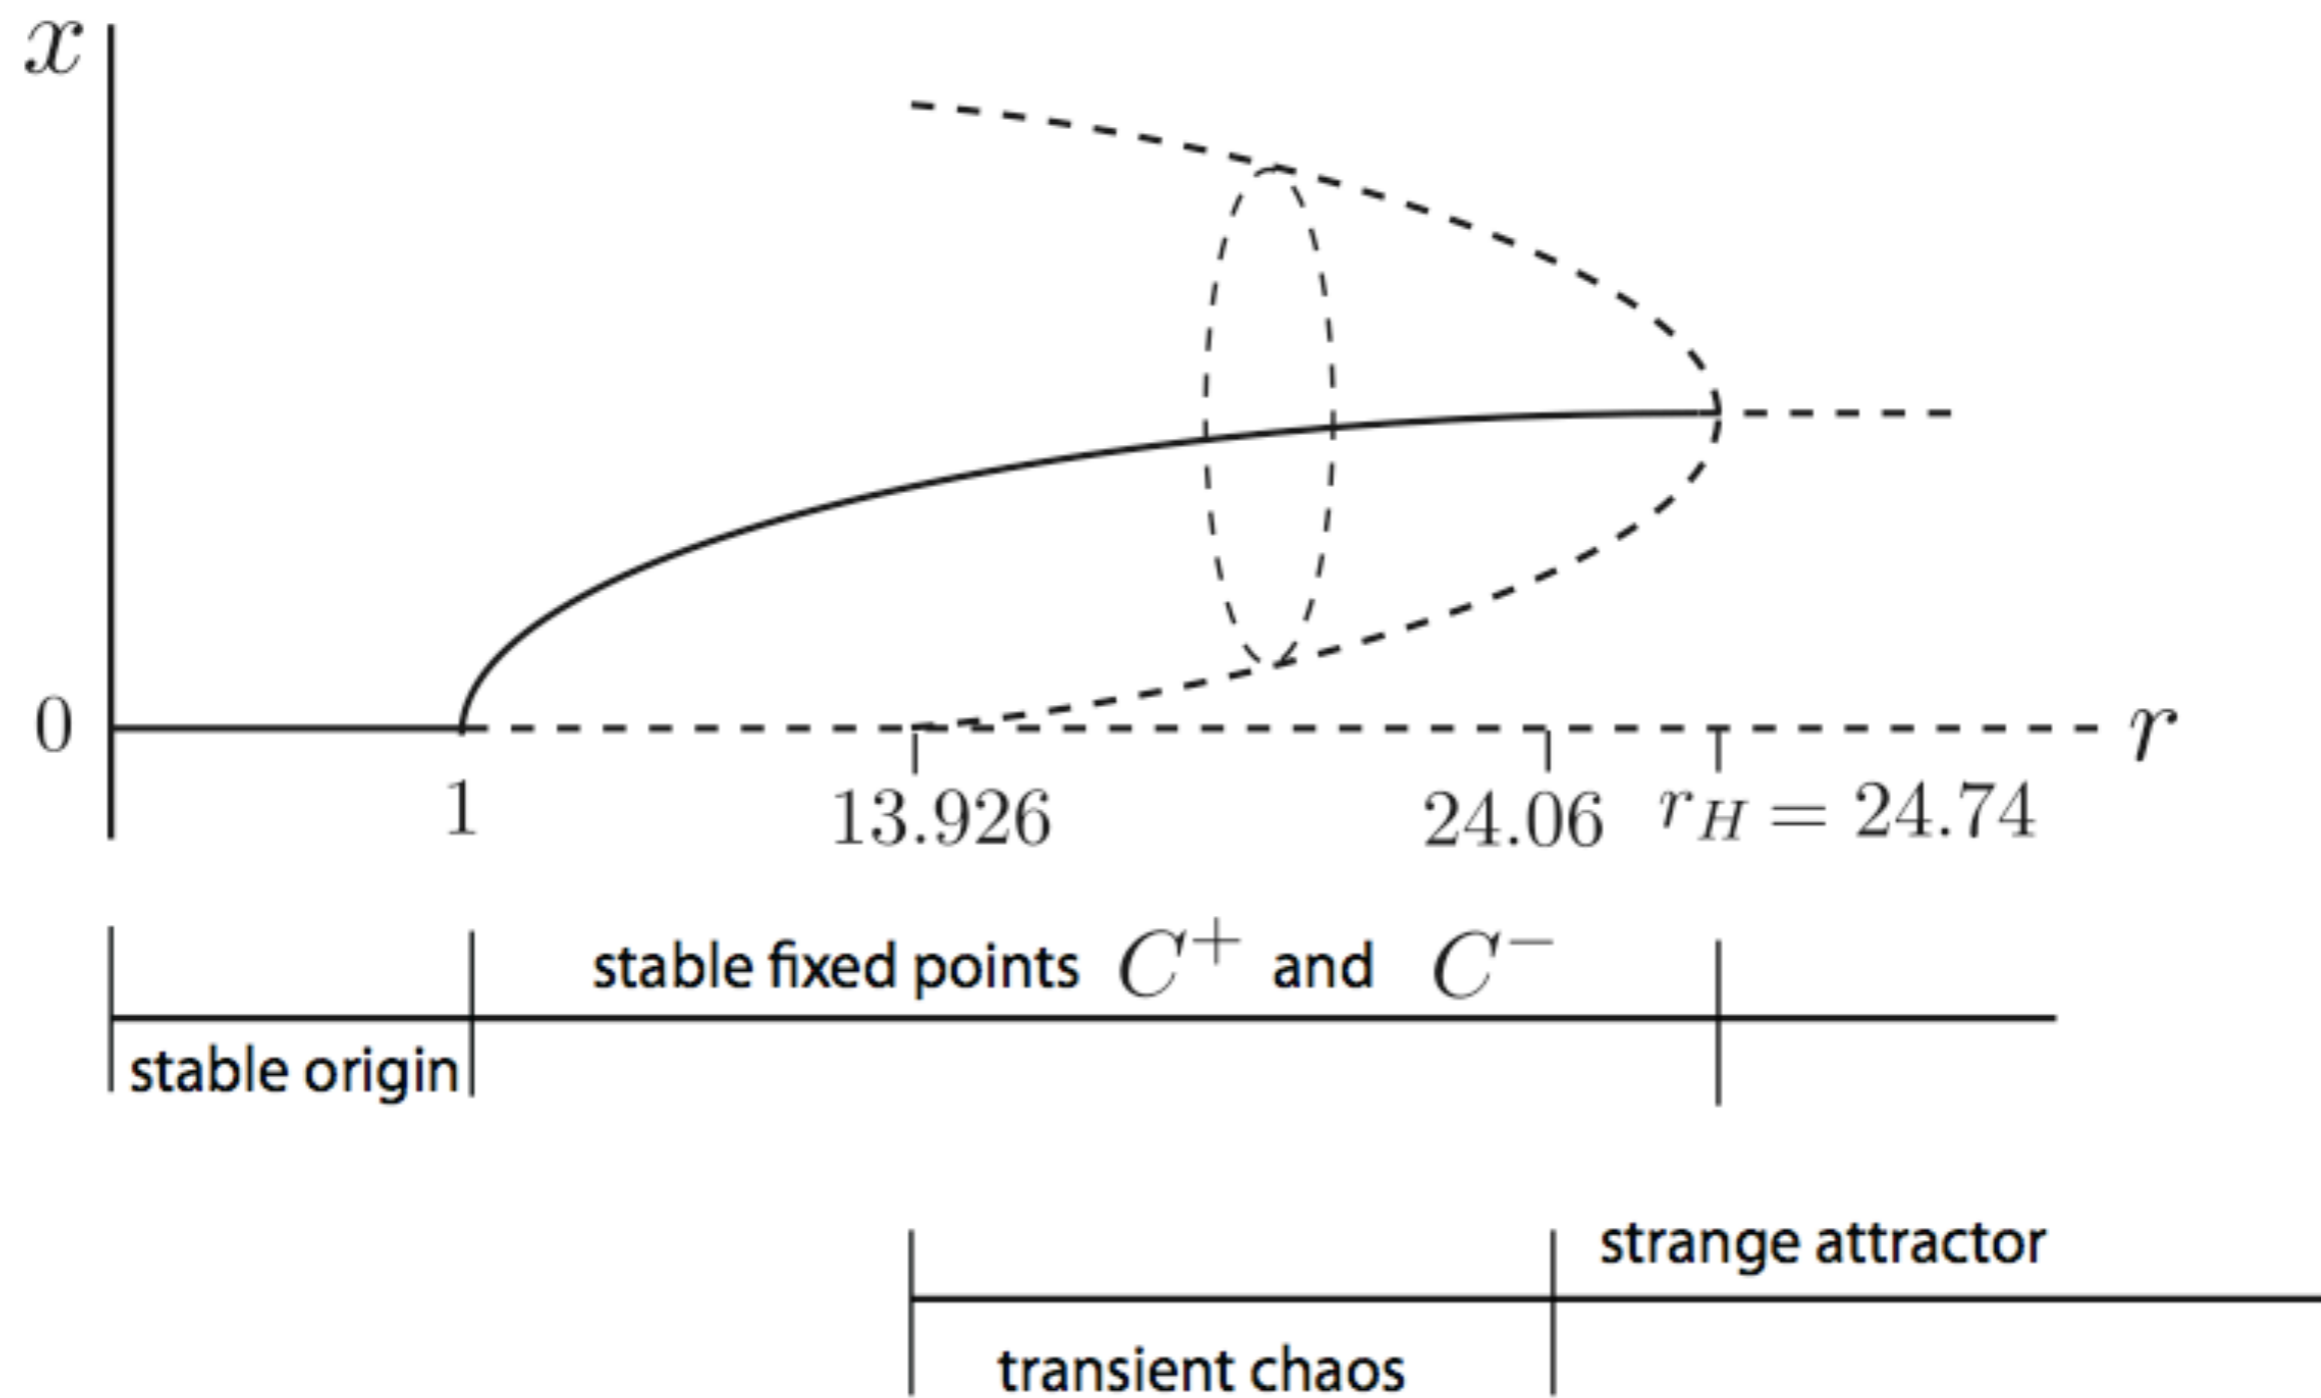 x
0
r
1
13.926
24.06
r_H = 24.74
stable fixed points C^+ and C^-
stable origin
strange attractor
transient chaos